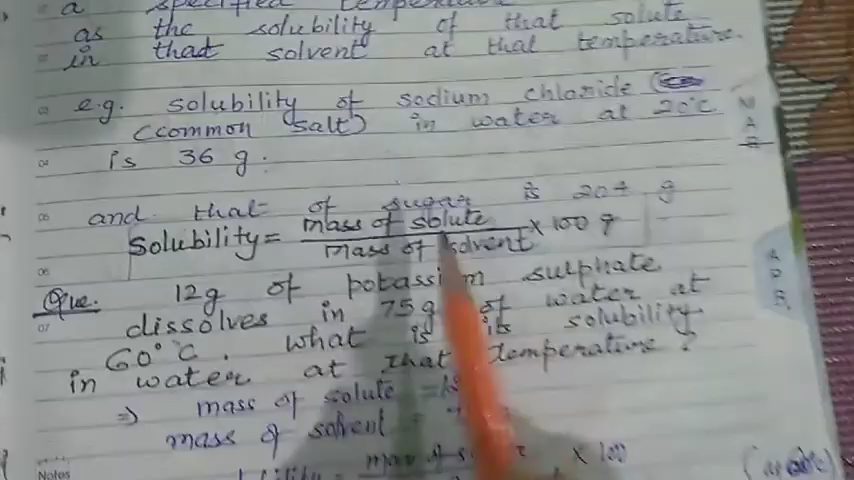 a specified temperature
as the solubility of that solute
in that solvent at that temperature.
e.g. solubility of sodium chloride
(common salt) in water at 20°C
is 36 g.
and that of sugar is 204 g
Solubility = mass of solute / mass of solvent × 100 g
Que. 12g of potassium sulphate
dissolves in 75g of water at
60°C. what is its solubility
in water at that temperature?
⇒ mass of solute =
mass of solvent =
× 100
Notes